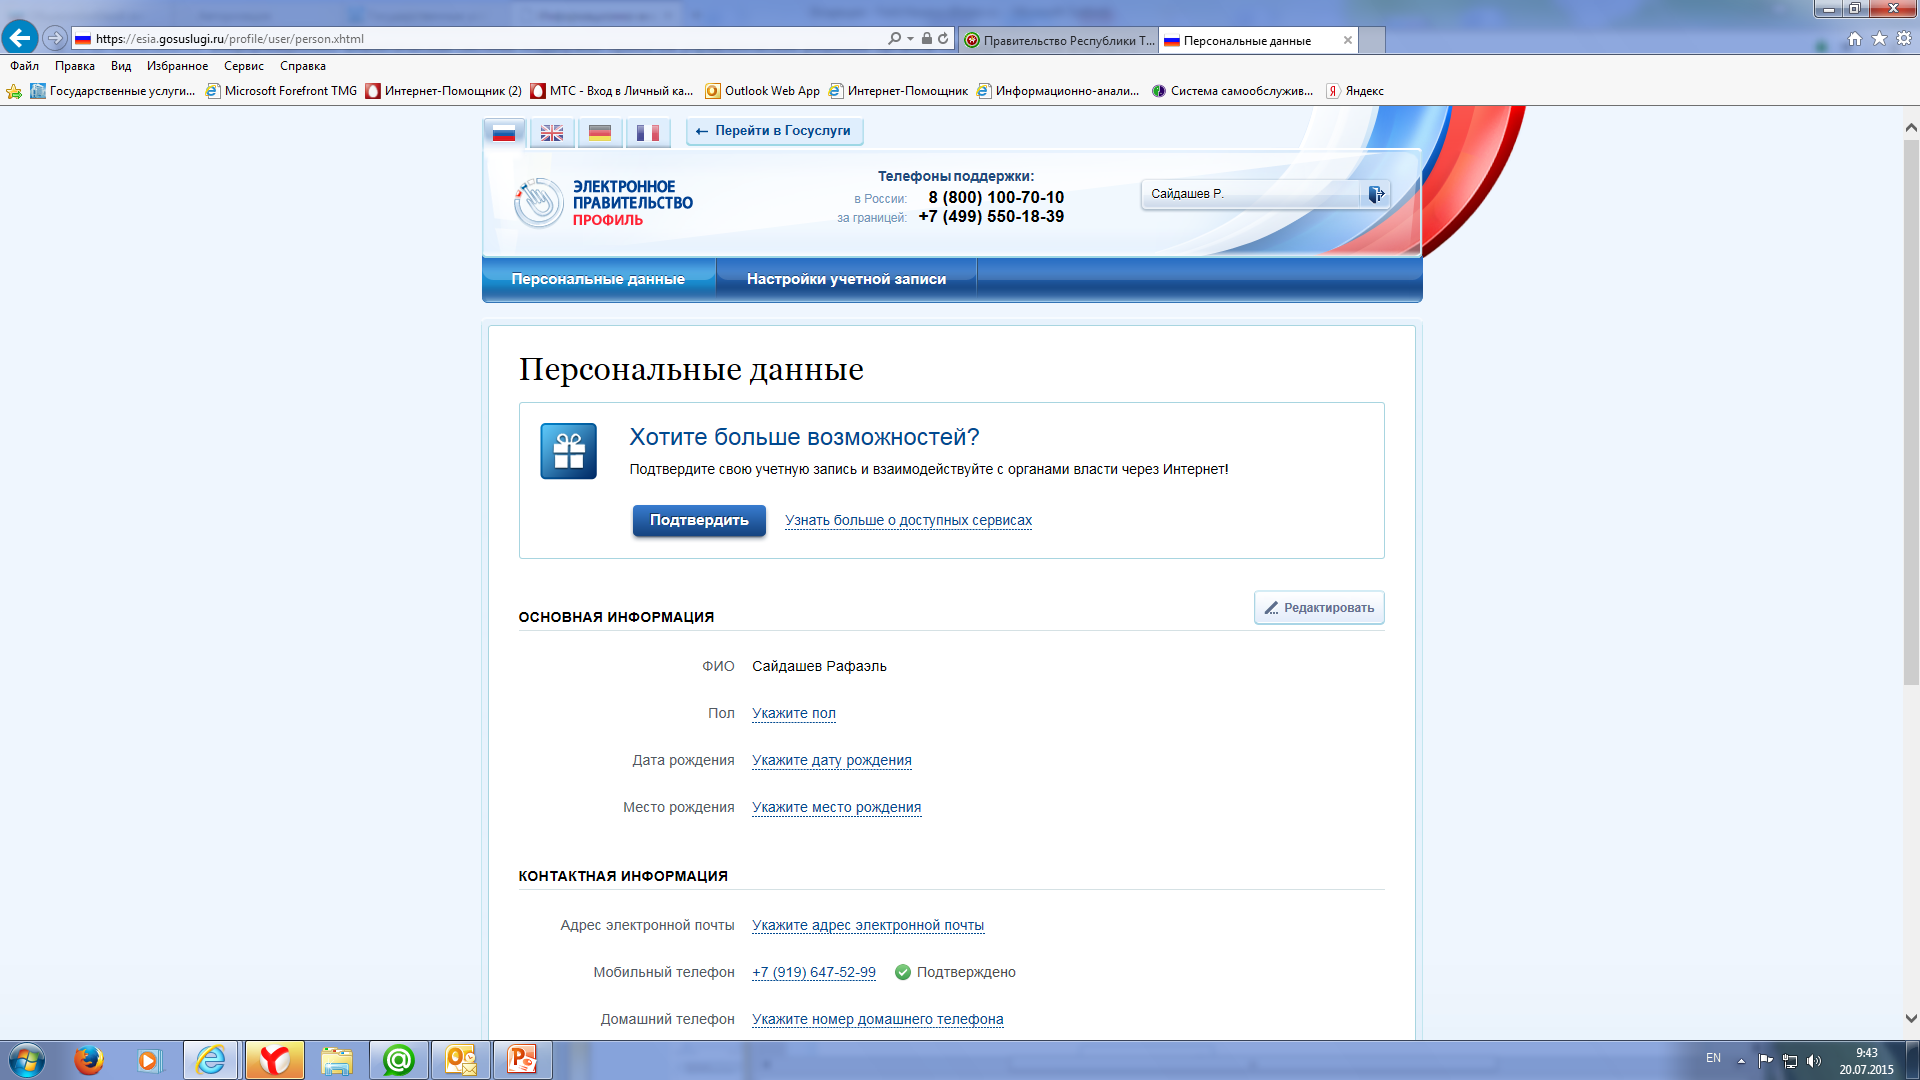 https://esia.gosuslugi.ru/profile/user/person.xhtml
Правительство Республики Т...
Персональные данные
Файл Правка Вид Избранное Сервис Справка
Государственные услуги... Microsoft Forefront TMG Интернет-Помощник (2) МТС - Вход в Личный ка... Outlook Web App Интернет-Помощник Информационно-анали... Система самообслужив... Яндекс
← Перейти в Госуслуги
ЭЛЕКТРОННОЕ
ПРАВИТЕЛЬСТВО
ПРОФИЛЬ
Телефоны поддержки:
в России: 8 (800) 100-70-10
за границей: +7 (499) 550-18-39
Сайдашев Р.
Персональные данные Настройки учетной записи
Персональные данные
Хотите больше возможностей?
Подтвердите свою учетную запись и взаимодействуйте с органами власти через Интернет!
Подтвердить Узнать больше о доступных сервисах
ОСНОВНАЯ ИНФОРМАЦИЯ
Редактировать
ФИО Сайдашев Рафаэль
Пол Укажите пол
Дата рождения Укажите дату рождения
Место рождения Укажите место рождения
КОНТАКТНАЯ ИНФОРМАЦИЯ
Адрес электронной почты Укажите адрес электронной почты
Мобильный телефон +7 (919) 647-52-99 Подтверждено
Домашний телефон Укажите номер домашнего телефона
EN
9:43
20.07.2015